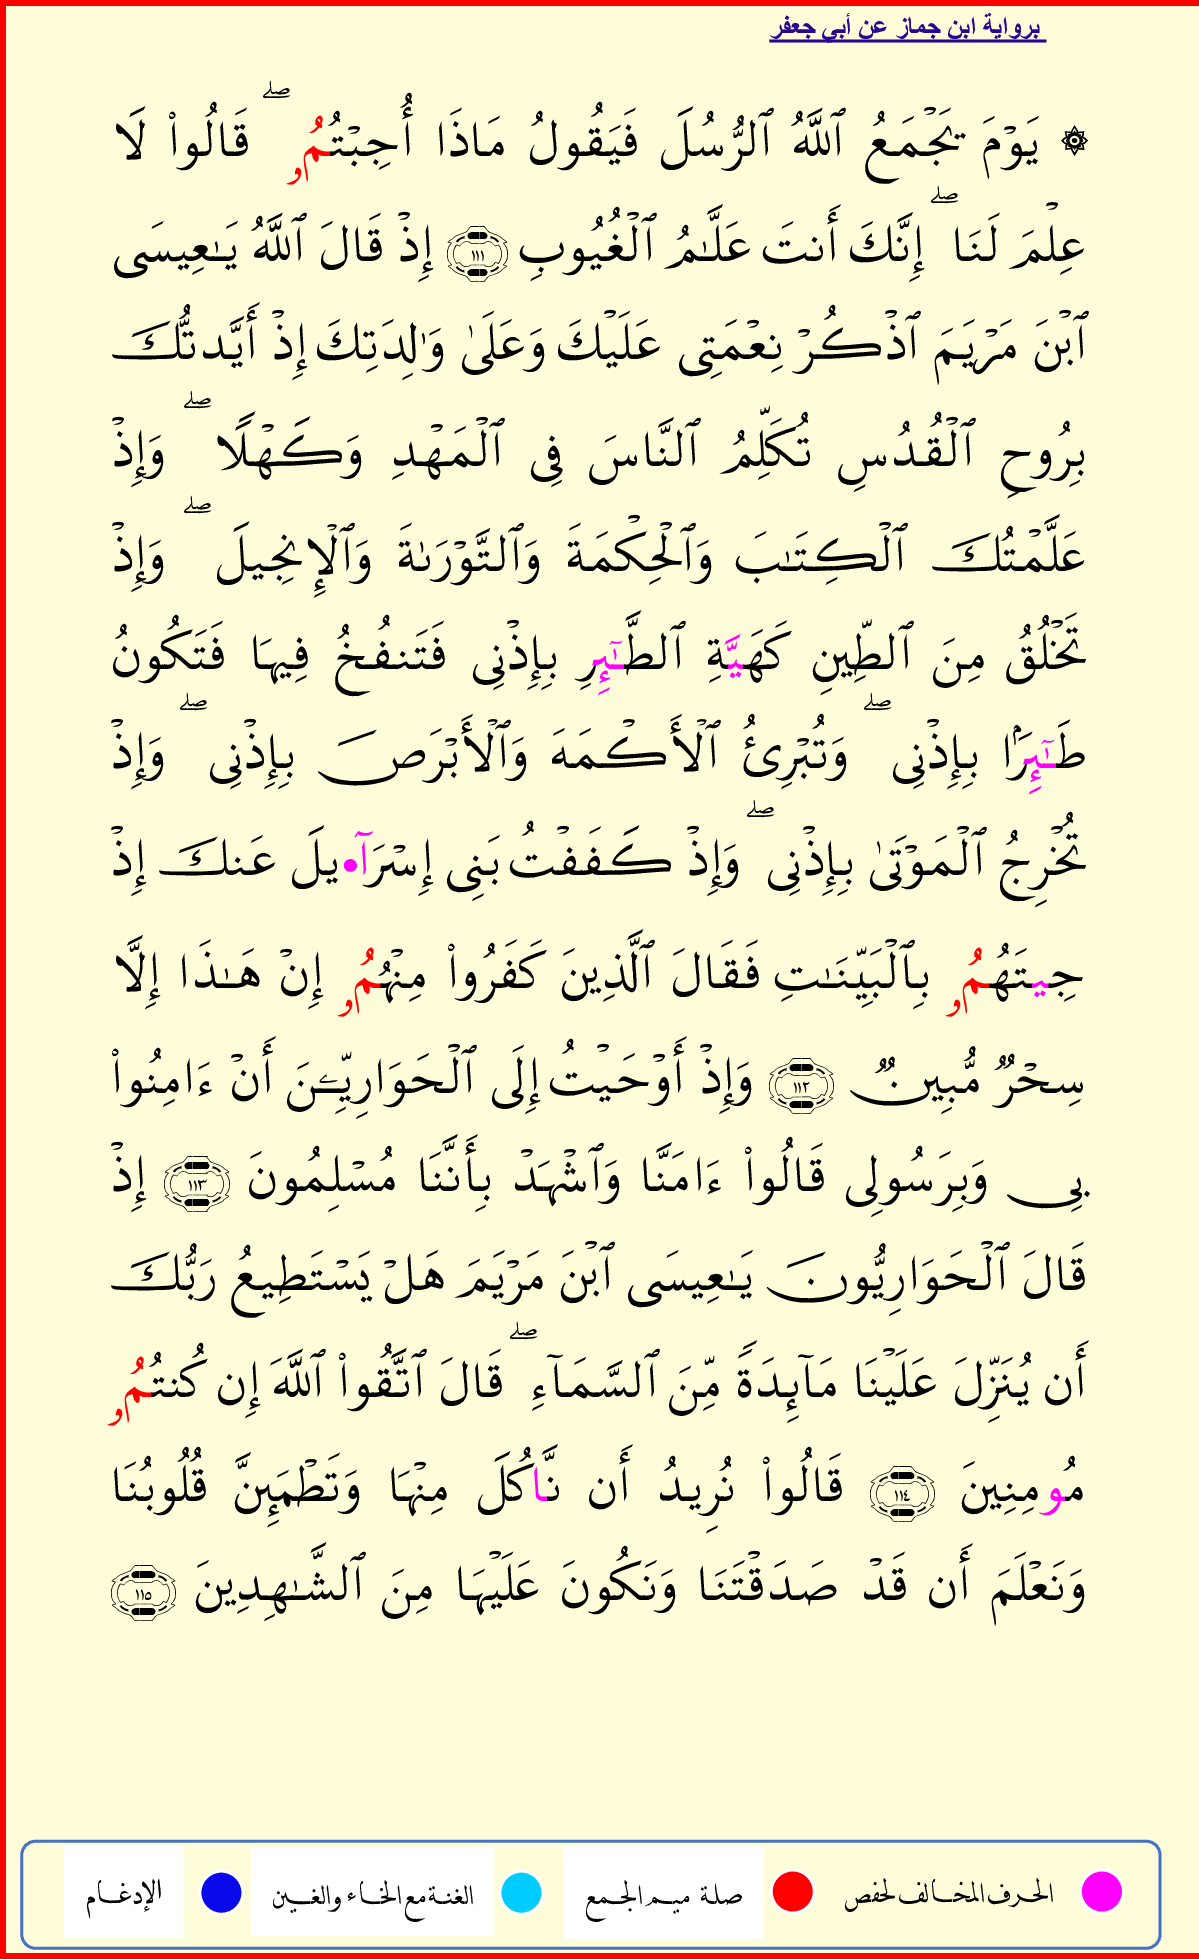 برواية ابن جماز عن أبي جعفر
۞ يَوْمَ يَجْمَعُ ٱللَّهُ ٱلرُّسُلَ فَيَقُولُ مَاذَا أُجِبْتُمُۥ ۖ قَالُوا۟ لَا
عِلْمَ لَنَا ۖ إِنَّكَ أَنتَ عَلَّـٰمُ ٱلْغُيُوبِ ١١١ إِذْ قَالَ ٱللَّهُ يَـٰعِيسَى
ٱبْنَ مَرْيَمَ ٱذْكُرْ نِعْمَتِى عَلَيْكَ وَعَلَىٰ وَٰلِدَتِكَ إِذْ أَيَّدتُّكَ
بِرُوحِ ٱلْقُدُسِ تُكَلِّمُ ٱلنَّاسَ فِى ٱلْمَهْدِ وَكَهْلًا ۖ وَإِذْ
عَلَّمْتُكَ ٱلْكِتَـٰبَ وَٱلْحِكْمَةَ وَٱلتَّوْرَىٰةَ وَٱلْإِنجِيلَ ۖ وَإِذْ
تَخْلُقُ مِنَ ٱلطِّينِ كَهَيَّةِ ٱلطَّـٰٓئِرِ بِإِذْنِى فَتَنفُخُ فِيهَا فَتَكُونُ
طَـٰٓئِرَۢا بِإِذْنِى ۖ وَتُبْرِئُ ٱلْأَكْمَهَ وَٱلْأَبْرَصَ بِإِذْنِى ۖ وَإِذْ
تُخْرِجُ ٱلْمَوْتَىٰ بِإِذْنِى ۖ وَإِذْ كَفَفْتُ بَنِى إِسْرَآ•يلَ عَنكَ إِذْ
جِيتَهُمُۥ بِٱلْبَيِّنَـٰتِ فَقَالَ ٱلَّذِينَ كَفَرُوا۟ مِنْهُمُۥ إِنْ هَـٰذَا إِلَّا
سِحْرٌ مُّبِينٌ ١١٢ وَإِذْ أَوْحَيْتُ إِلَى ٱلْحَوَارِيِّـۧنَ أَنْ ءَامِنُوا۟
بِى وَبِرَسُولِى قَالُوا۟ ءَامَنَّا وَٱشْهَدْ بِأَنَّنَا مُسْلِمُونَ ١١٣ إِذْ
قَالَ ٱلْحَوَارِيُّونَ يَـٰعِيسَى ٱبْنَ مَرْيَمَ هَلْ يَسْتَطِيعُ رَبُّكَ
أَن يُنَزِّلَ عَلَيْنَا مَآئِدَةً مِّنَ ٱلسَّمَآءِ ۖ قَالَ ٱتَّقُوا۟ ٱللَّهَ إِن كُنتُمُۥ
مُومِنِينَ ١١٤ قَالُوا۟ نُرِيدُ أَن نَّاكُلَ مِنْهَا وَتَطْمَئِنَّ قُلُوبُنَا
وَنَعْلَمَ أَن قَدْ صَدَقْتَنَا وَنَكُونَ عَلَيْهَا مِنَ ٱلشَّـٰهِدِينَ ١١٥
الحرف المخالف لحفص صلة ميم الجمع الغنة مع الخاء والغين الإدغام